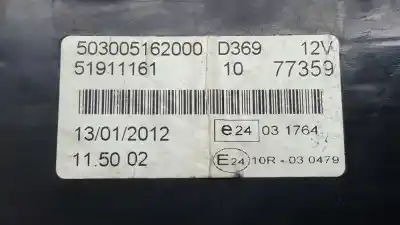 503005162000 D369 12V
51911161 10 77359
13/01/2012 e24 03 1764
11.50 02 E24 10R - 03 0479